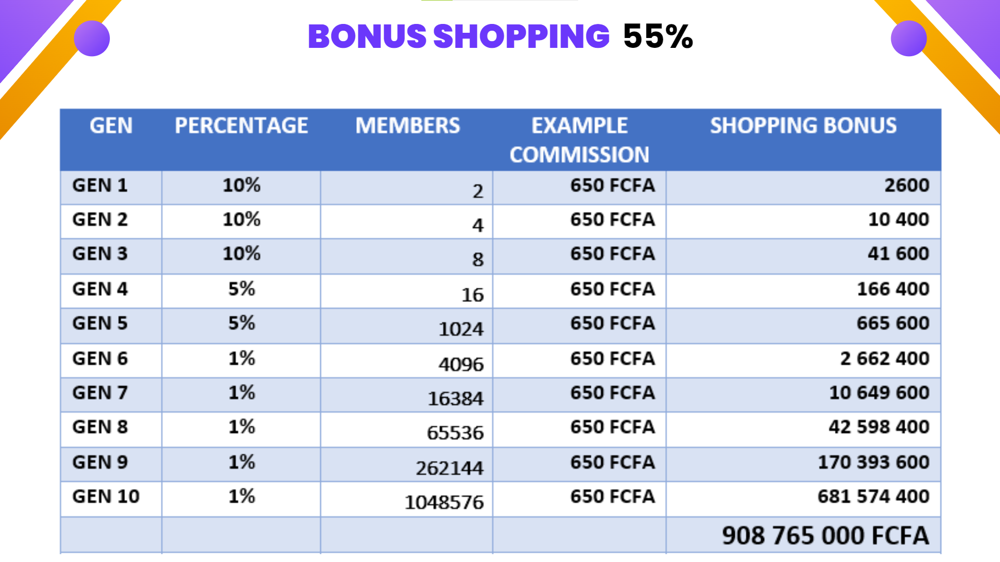 BONUS SHOPPING 55%
GEN PERCENTAGE MEMBERS EXAMPLE COMMISSION SHOPPING BONUS
GEN 1 10% 2 650 FCFA 2600
GEN 2 10% 4 650 FCFA 10 400
GEN 3 10% 8 650 FCFA 41 600
GEN 4 5% 16 650 FCFA 166 400
GEN 5 5% 1024 650 FCFA 665 600
GEN 6 1% 4096 650 FCFA 2 662 400
GEN 7 1% 16384 650 FCFA 10 649 600
GEN 8 1% 65536 650 FCFA 42 598 400
GEN 9 1% 262144 650 FCFA 170 393 600
GEN 10 1% 1048576 650 FCFA 681 574 400
908 765 000 FCFA